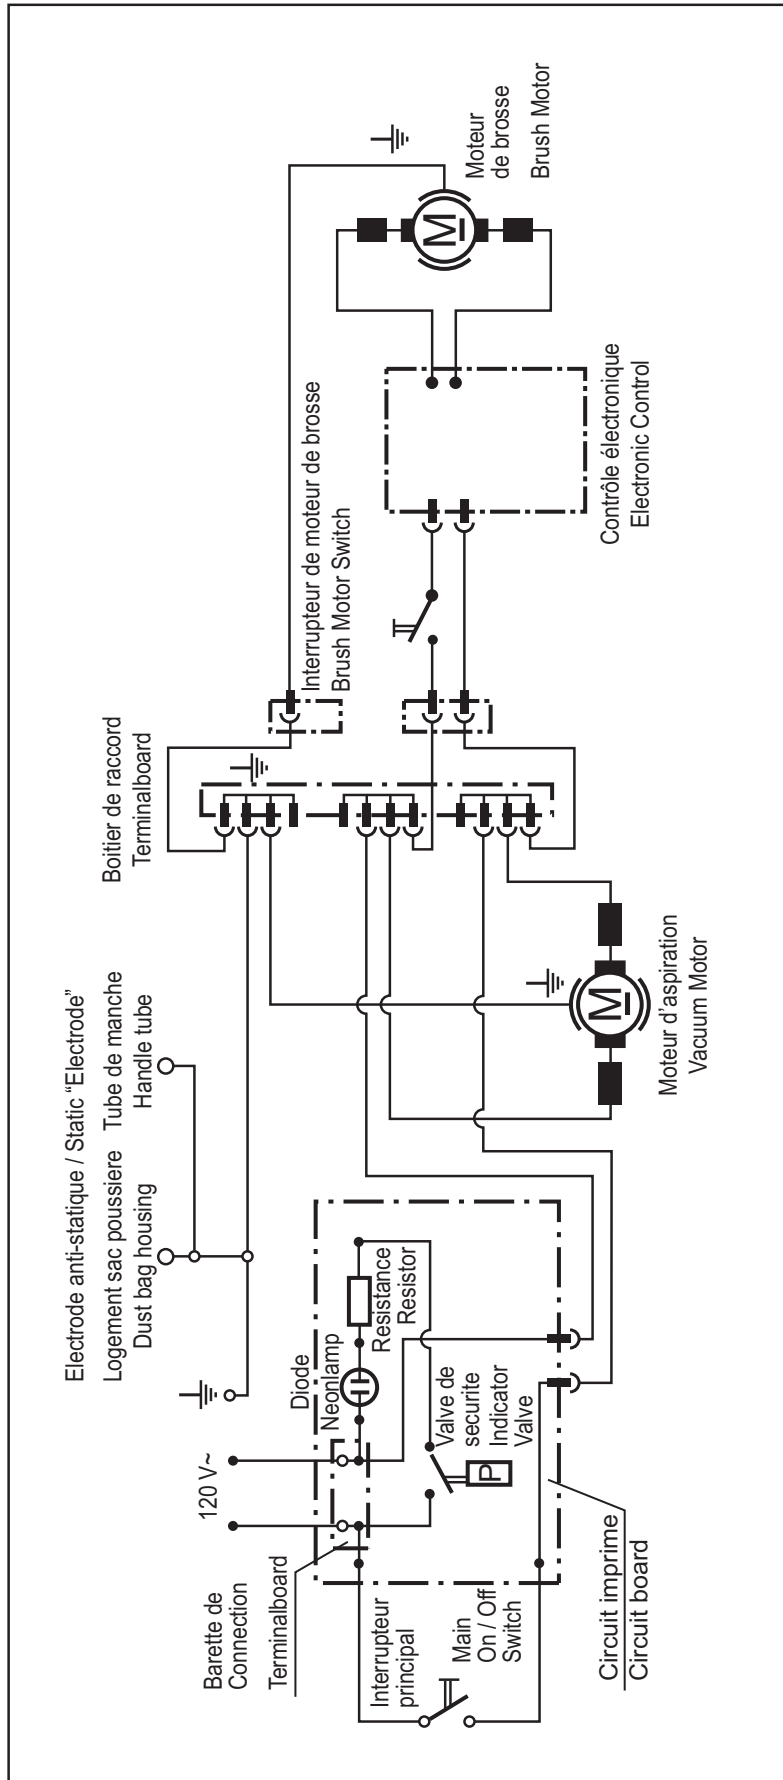 Electrode anti-statique / Static “Electrode”
Logement sac poussiere
Dust bag housing
Tube de manche
Handle tube
Boitier de raccord
Terminalboard
120 V~
Barette de
Connection
Terminalboard
Diode
Neonlamp
Resistance
Resistor
Valve de
securite
Indicator
Valve
P
Interrupteur
principal
Main
On / Off
Switch
Circuit imprime
Circuit board
M
Moteur d’aspiration
Vacuum Motor
Interrupteur de moteur de brosse
Brush Motor Switch
Contrôle électronique
Electronic Control
M
Moteur
de brosse
Brush Motor